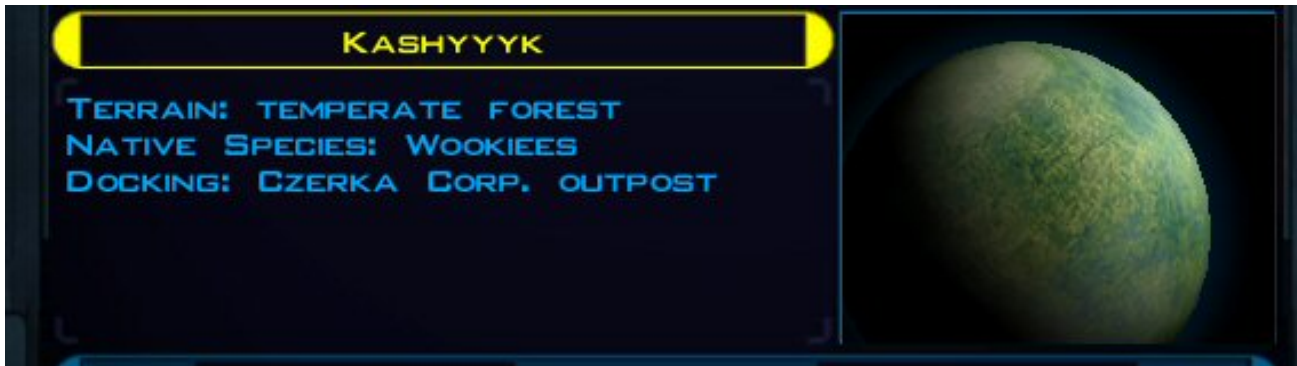 Kashyyyk
Terrain: temperate forest
Native Species: Wookiees
Docking: Czerka Corp. outpost